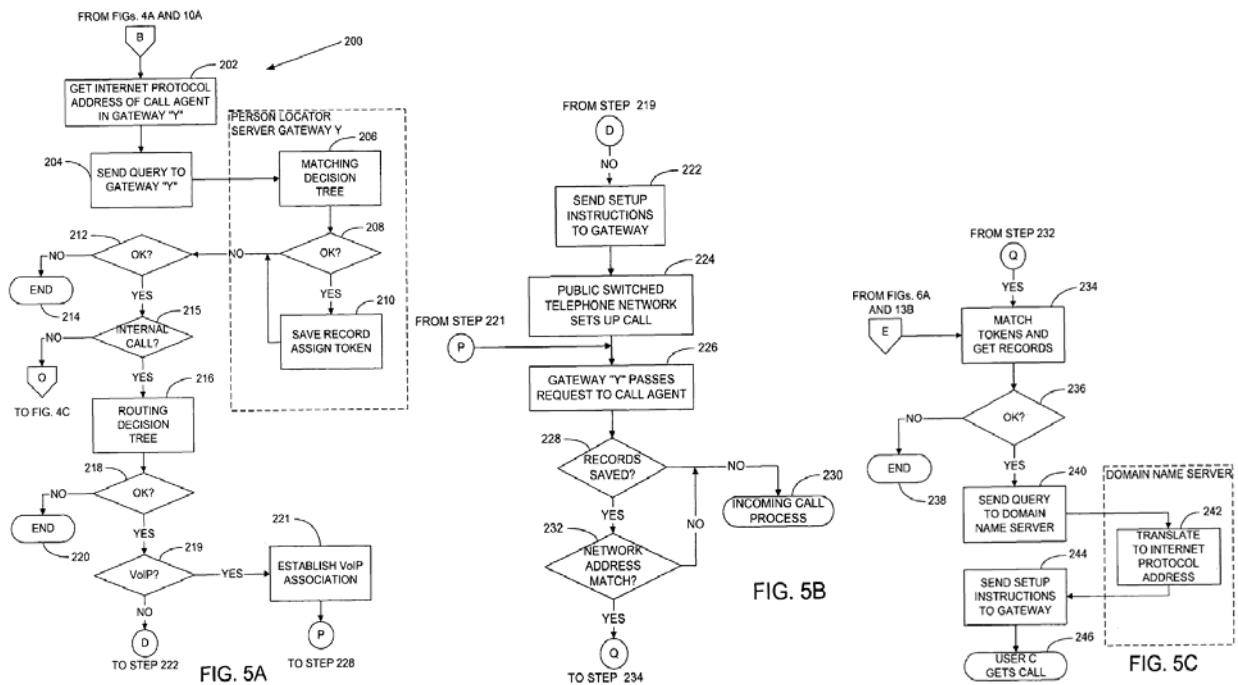 FROM FIGs. 4A AND 10A
B
200
202
GET INTERNET PROTOCOL
ADDRESS OF CALL AGENT
IN GATEWAY "Y"
PERSON LOCATOR
SERVER GATEWAY Y
204
SEND QUERY TO
GATEWAY "Y"
206
MATCHING
DECISION
TREE
208
OK?
NO
YES
210
SAVE RECORD
ASSIGN TOKEN
212
OK?
NO
END
214
YES
215
INTERNAL
CALL?
NO
O
TO FIG. 4C
YES
216
ROUTING
DECISION
TREE
218
OK?
NO
END
220
YES
219
VoIP?
YES
221
ESTABLISH VoIP
ASSOCIATION
P
TO STEP 228
NO
D
TO STEP 222
FIG. 5A
FROM STEP 219
D
NO
222
SEND SETUP
INSTRUCTIONS
TO GATEWAY
224
PUBLIC SWITCHED
TELEPHONE NETWORK
SETS UP CALL
FROM STEP 221
P
226
GATEWAY "Y" PASSES
REQUEST TO CALL AGENT
228
RECORDS
SAVED?
NO
230
INCOMING CALL
PROCESS
YES
232
NETWORK
ADDRESS
MATCH?
NO
YES
Q
TO STEP 234
FIG. 5B
FROM STEP 232
Q
YES
234
FROM FIGs. 6A
AND 13B
E
MATCH
TOKENS AND
GET RECORDS
236
OK?
NO
END
238
YES
240
SEND QUERY
TO DOMAIN
NAME SERVER
DOMAIN NAME SERVER
242
TRANSLATE
TO INTERNET
PROTOCOL
ADDRESS
244
SEND SETUP
INSTRUCTIONS
TO GATEWAY
246
USER C
GETS CALL
FIG. 5C